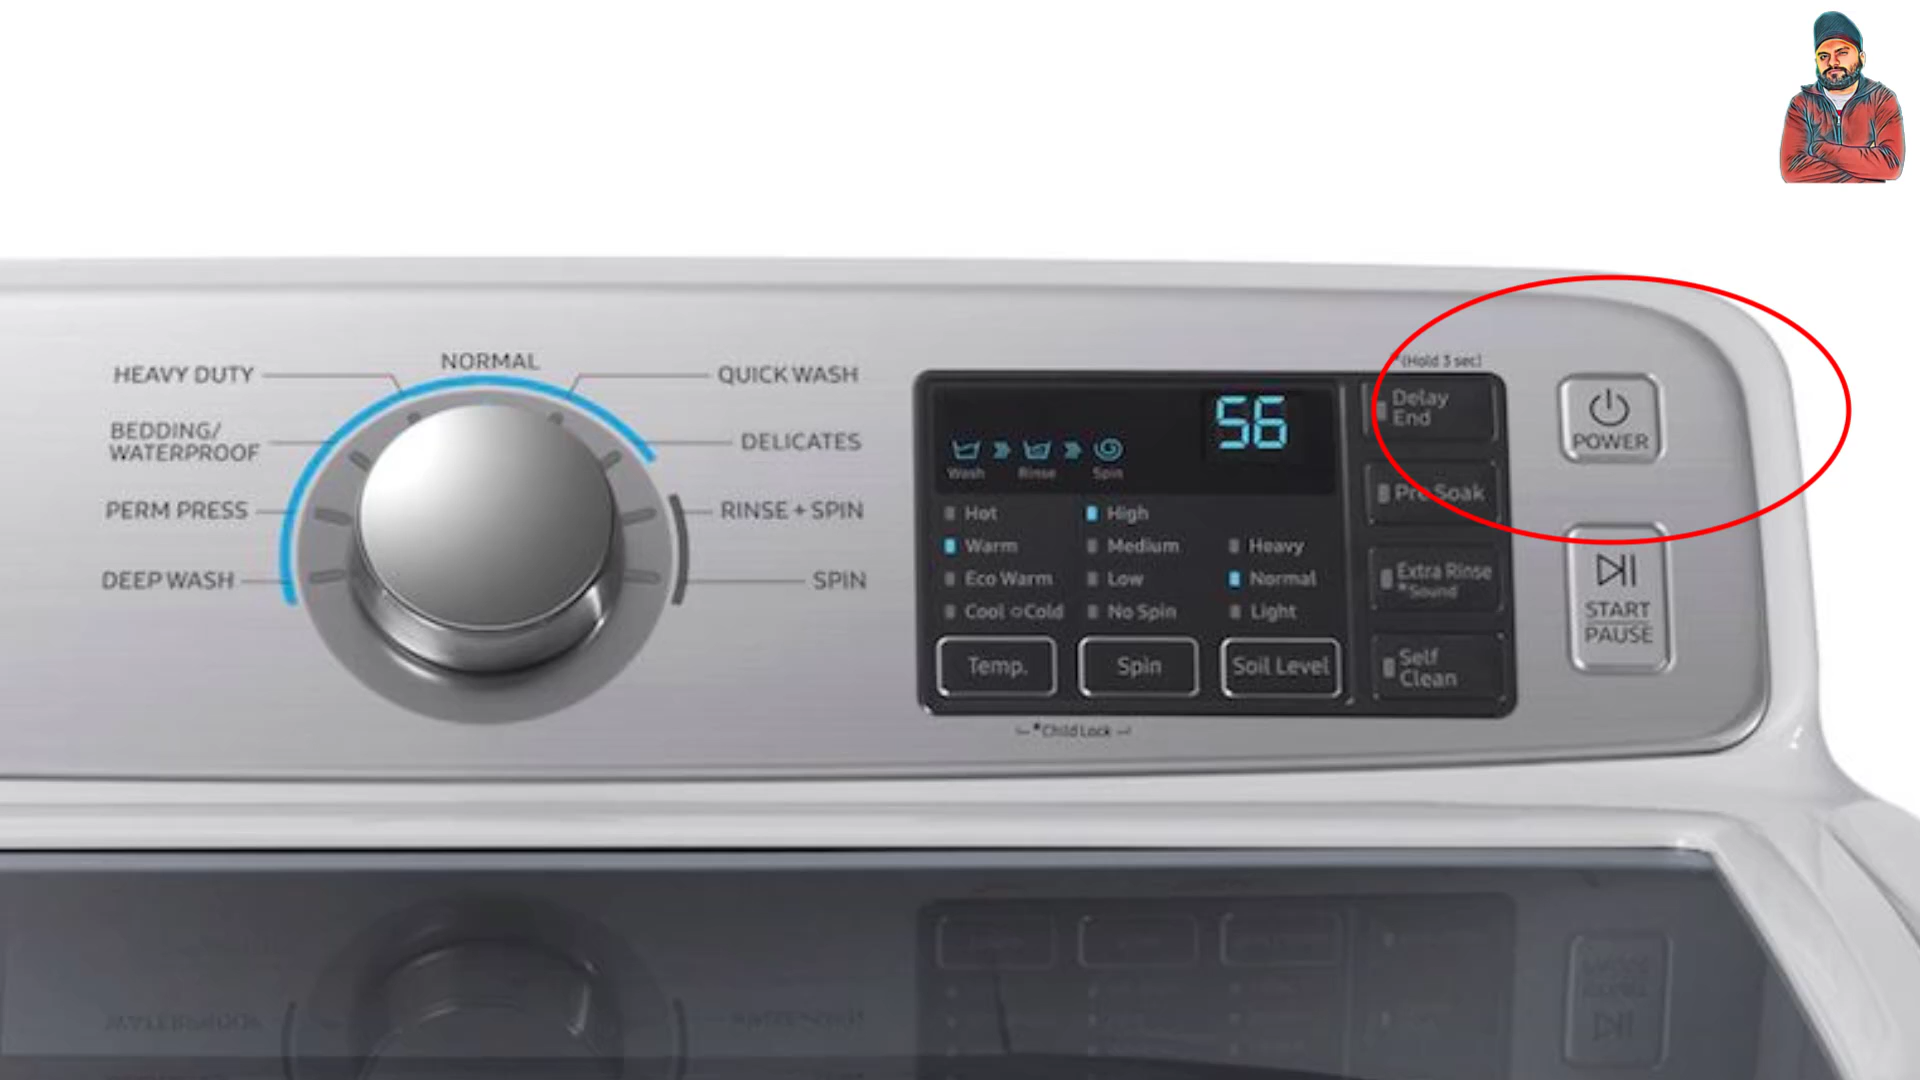 HEAVY DUTY
BEDDING/
WATERPROOF
PERM PRESS
DEEP WASH
NORMAL
QUICK WASH
DELICATES
RINSE + SPIN
SPIN
56
Wash
Rinse
Spin
Hot
Warm
Eco Warm
Cool Cold
High
Medium
Low
No Spin
Heavy
Normal
Light
Temp.
Spin
Soil Level
*Child Lock
*(Hold 3 sec)
Delay
End
Pre Soak
Extra Rinse
*Sound
Self
Clean
POWER
START
PAUSE